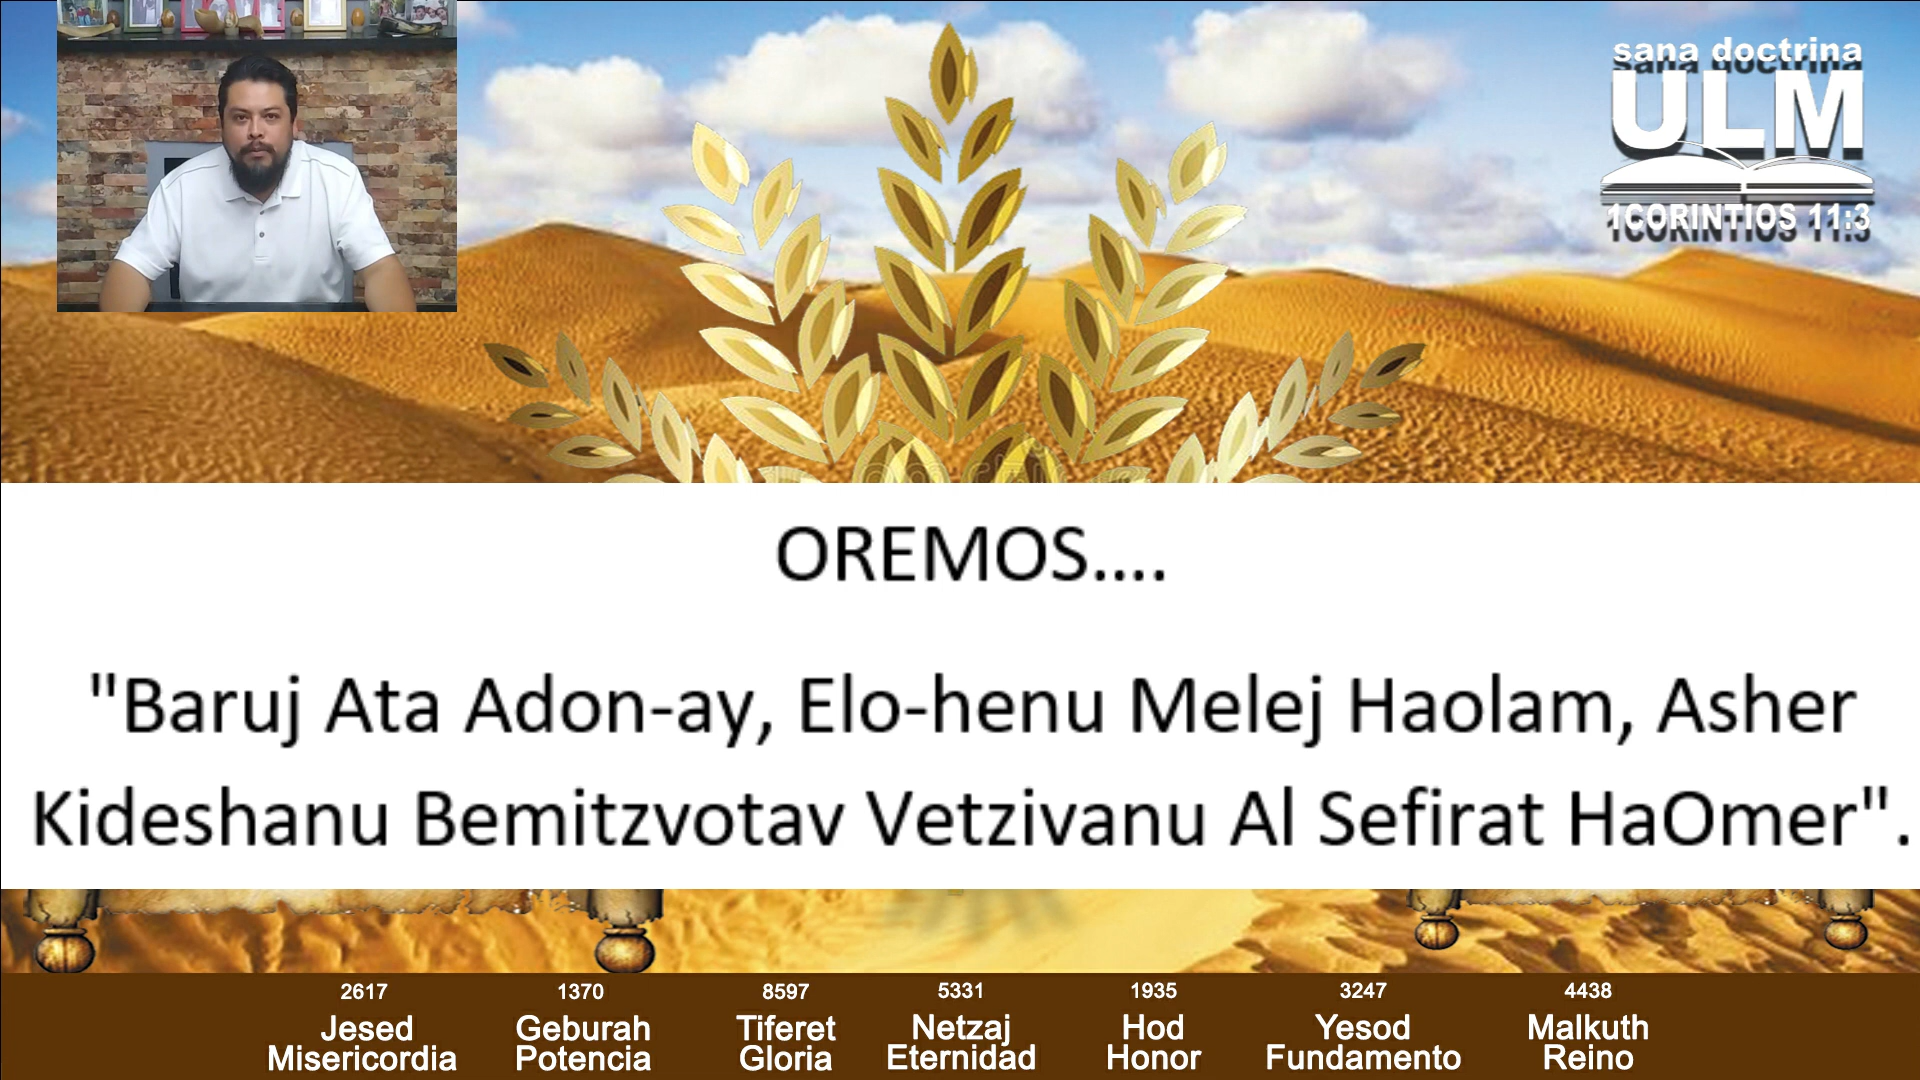 sana doctrina
ULM
1CORINTIOS 11:3
OREMOS....
"Baruj Ata Adon-ay, Elo-henu Melej Haolam, Asher
Kideshanu Bemitzvotav Vetzivanu Al Sefirat HaOmer".
2617 1370 8597 5331 1935 3247 4438
Jesed Geburah Tiferet Netzaj Hod Yesod Malkuth
Misericordia Potencia Gloria Eternidad Honor Fundamento Reino